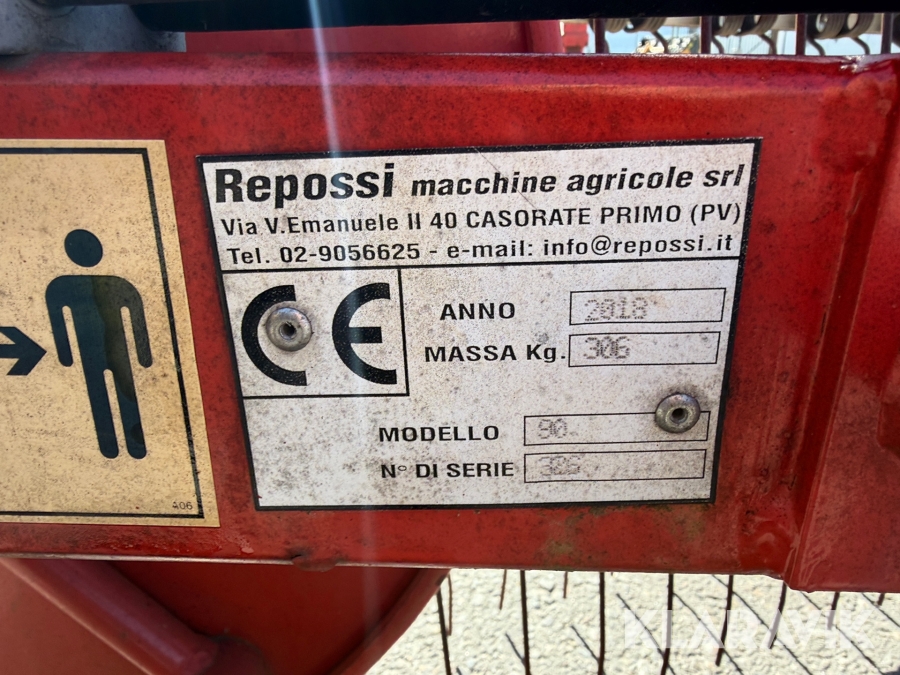 Repossi macchine agricole srl
Via V.Emanuele II 40 CASORATE PRIMO (PV)
Tel. 02-9056625 - e-mail: info@repossi.it
CE
ANNO 2018
MASSA Kg. 306
MODELLO 90
N° DI SERIE
406
KLARAVIK